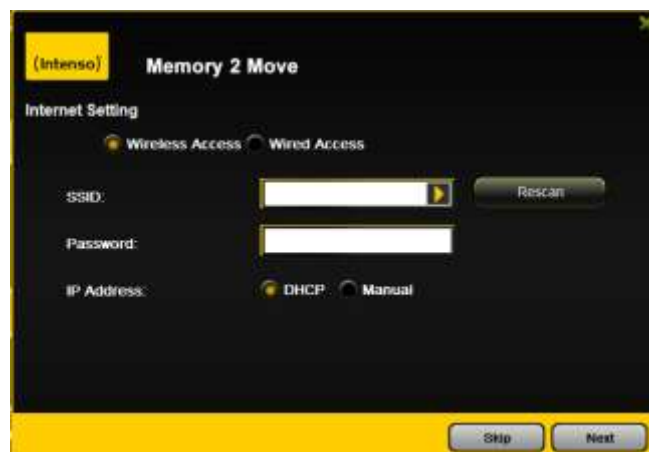 (Intenso)
Memory 2 Move
Internet Setting
Wireless Access Wired Access
SSID: Rescan
Password:
IP Address: DHCP Manual
Skip Next